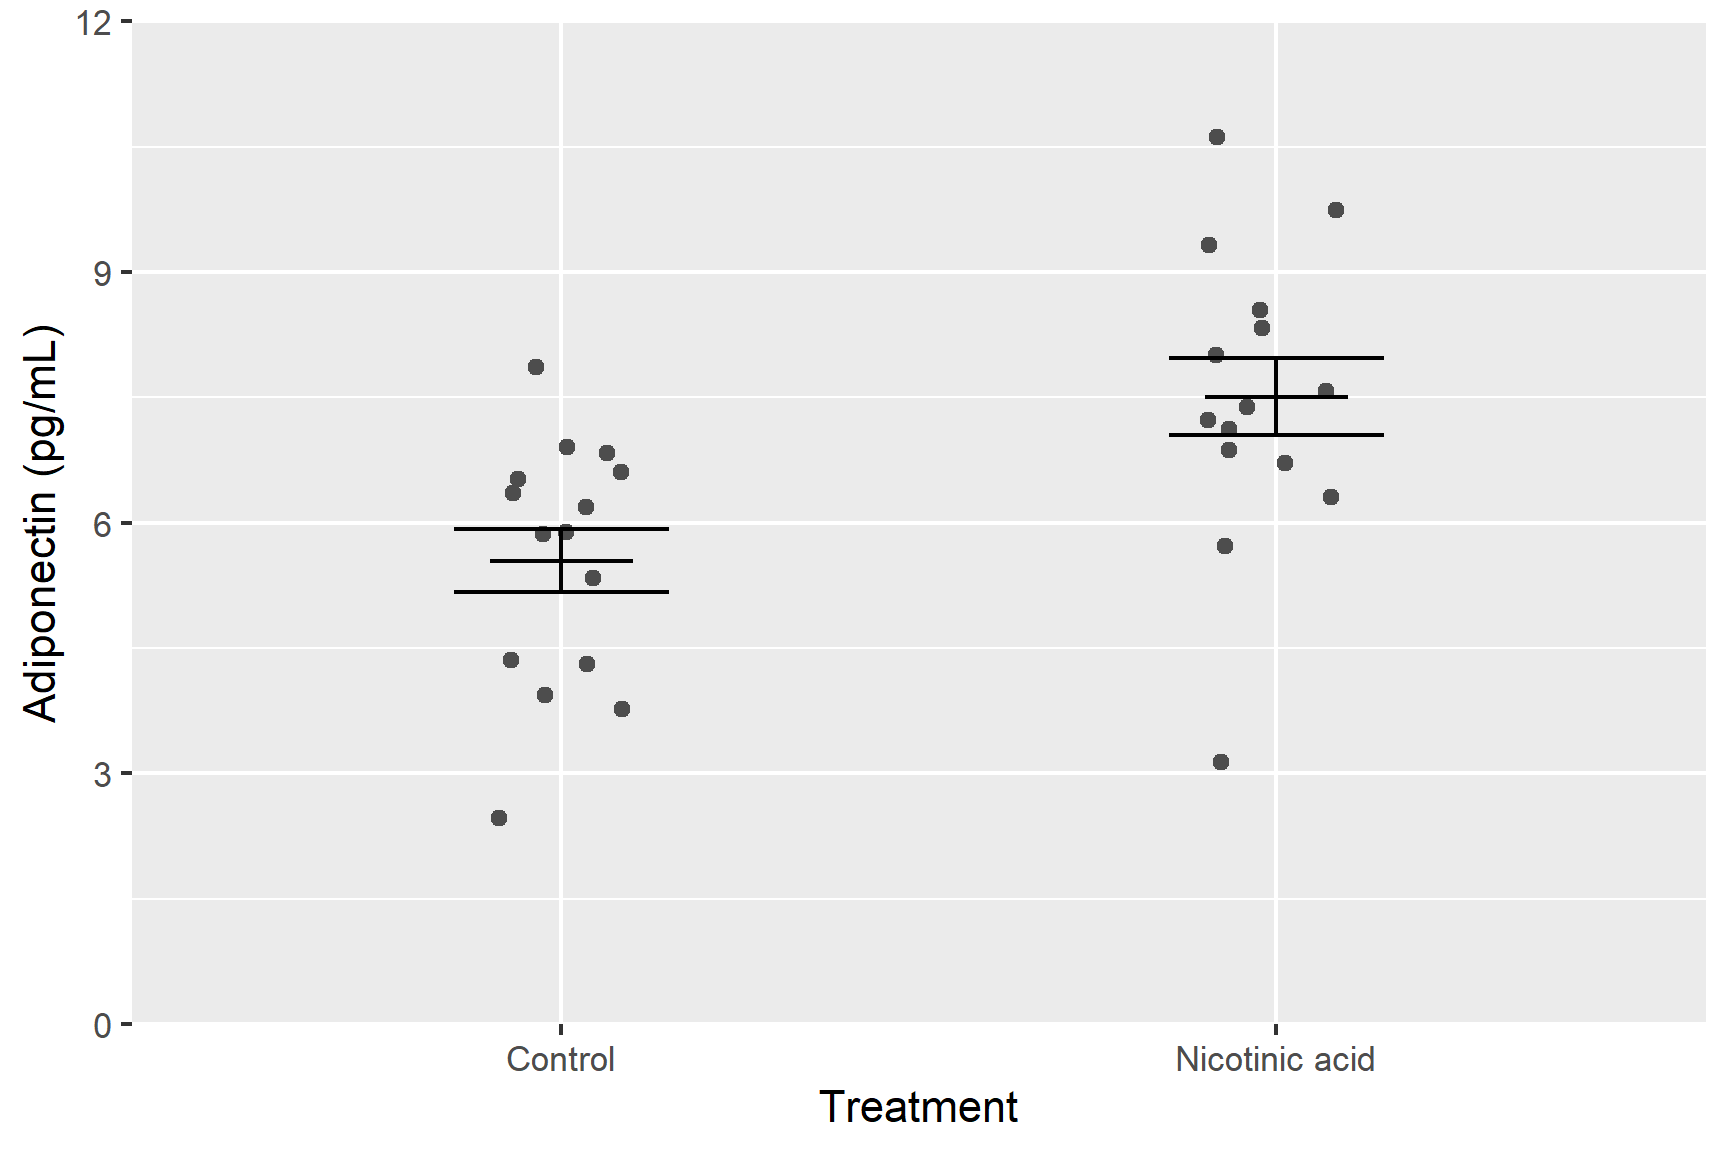 Adiponectin (pg/mL)
12
9
6
3
0
Control
Nicotinic acid
Treatment